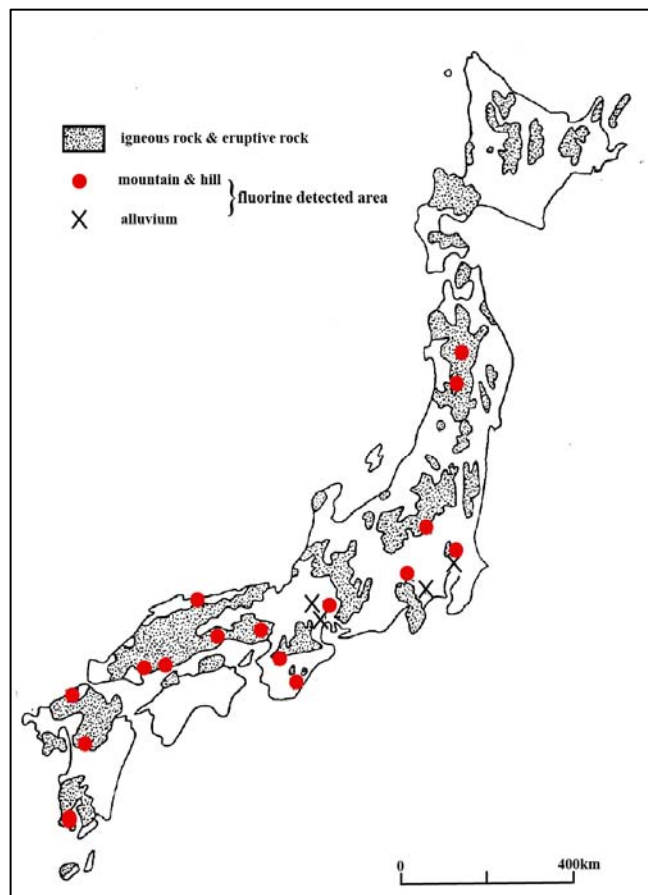 igneous rock & eruptive rock
mountain & hill
fluorine detected area
alluvium
0
400km